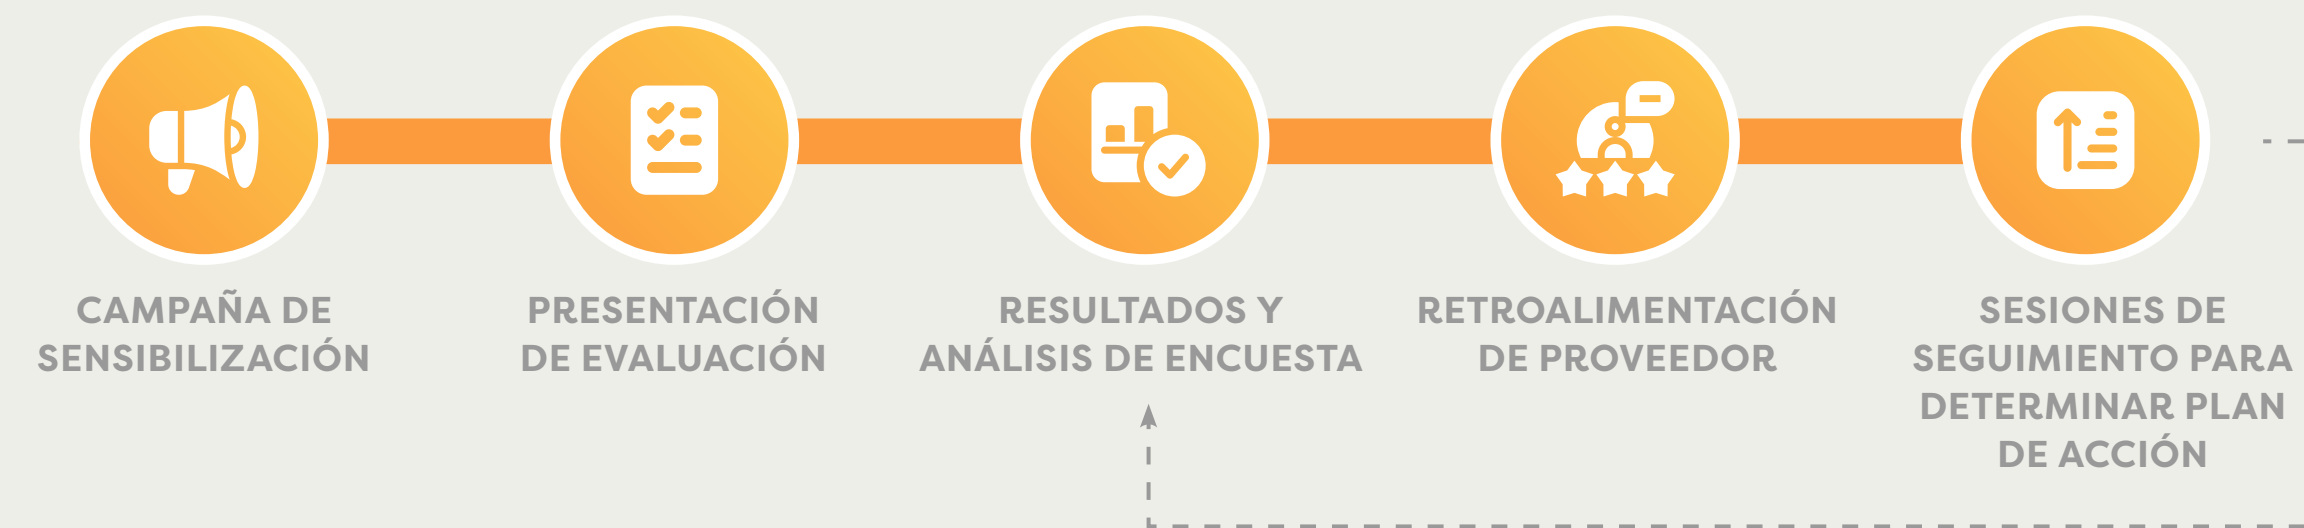 CAMPAÑA DE
SENSIBILIZACIÓN
PRESENTACIÓN
DE EVALUACIÓN
RESULTADOS Y
ANÁLISIS DE ENCUESTA
RETROALIMENTACIÓN
DE PROVEEDOR
SESIONES DE
SEGUIMIENTO PARA
DETERMINAR PLAN
DE ACCIÓN